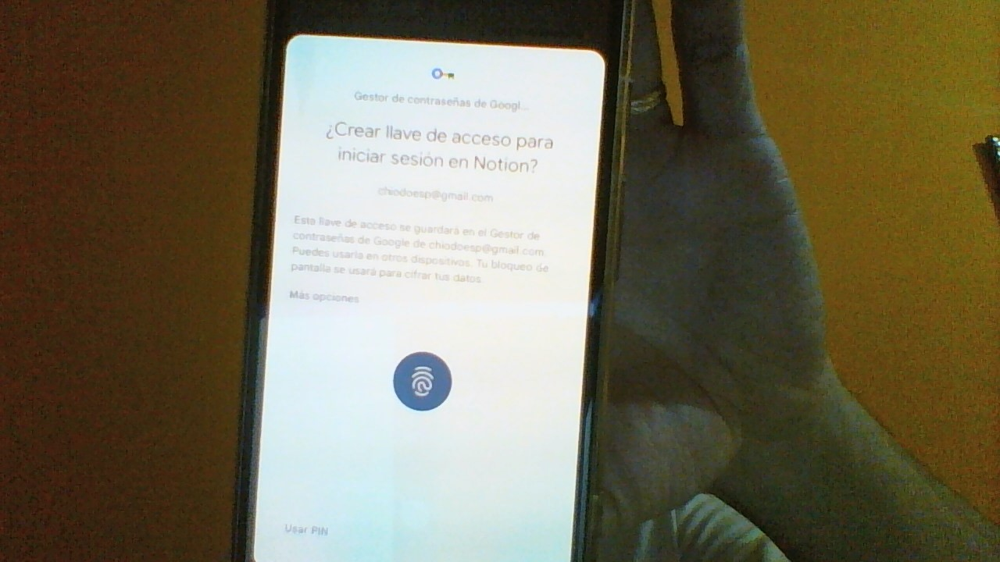 Gestor de contraseñas de Googl...
¿Crear llave de acceso para
iniciar sesión en Notion?
chiodoesp@gmail.com
Esta llave de acceso se guardará en el Gestor de
contraseñas de Google de chiodoesp@gmail.com.
Puedes usarla en otros dispositivos. Tu bloqueo de
pantalla se usará para cifrar tus datos.
Más opciones
Usar PIN